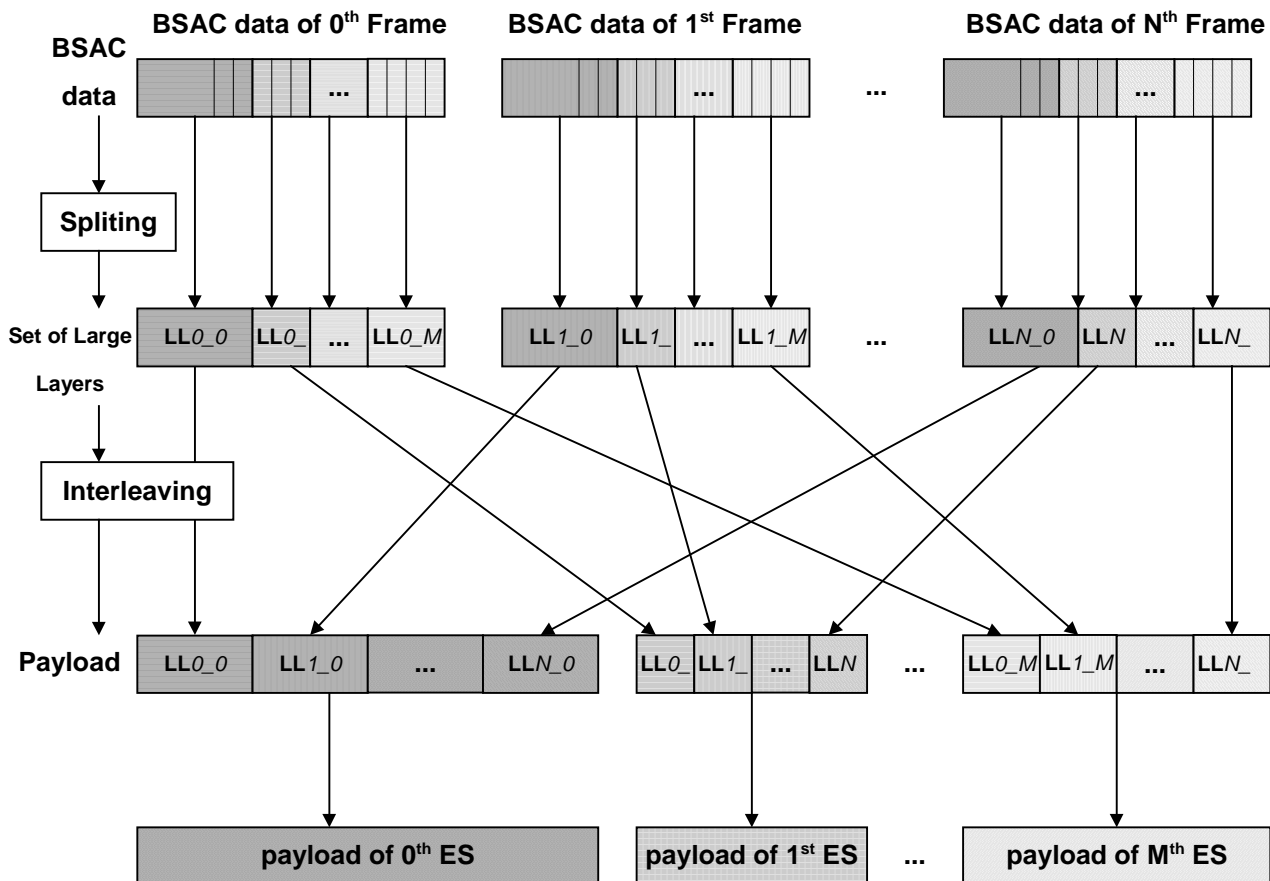 BSAC data of 0th Frame BSAC data of 1st Frame BSAC data of Nth Frame
BSAC
data
... ... ... ...
Spliting
Set of Large
Layers
LL0_0 LL0_ ... LL0_M LL1_0 LL1_ ... LL1_M ... LLN_0 LLN ... LLN_
Interleaving
Payload
LL0_0 LL1_0 ... LLN_0 LL0_ LL1_ ... LLN ... LL0_M LL1_M ... LLN_
payload of 0th ES payload of 1st ES ... payload of Mth ES